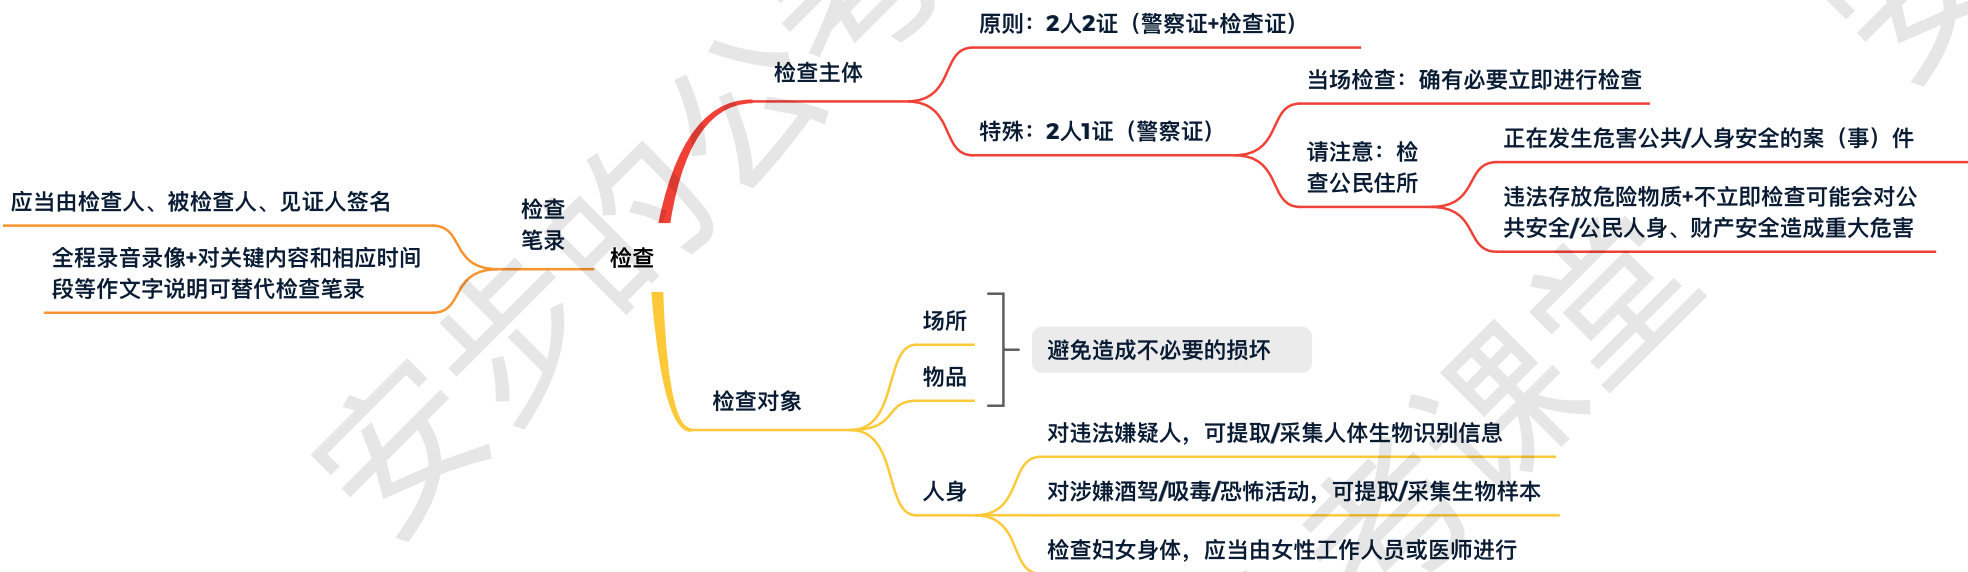 检查
检查主体
原则：2人2证（警察证+检查证）
特殊：2人1证（警察证）
当场检查：确有必要立即进行检查
请注意：检
查公民住所
正在发生危害公共/人身安全的案（事）件
违法存放危险物质+不立即检查可能会对公
共安全/公民人身、财产安全造成重大危害
检查对象
场所
物品
避免造成不必要的损坏
人身
对违法嫌疑人，可提取/采集人体生物识别信息
对涉嫌酒驾/吸毒/恐怖活动，可提取/采集生物样本
检查妇女身体，应当由女性工作人员或医师进行
检查
笔录
应当由检查人、被检查人、见证人签名
全程录音录像+对关键内容和相应时间
段等作文字说明可替代检查笔录
安步的公考
考课堂
安